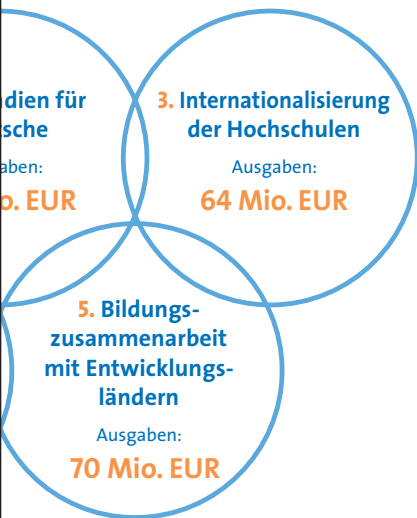 dien für
sche
aben:
o. EUR
3. Internationalisierung
der Hochschulen
Ausgaben:
64 Mio. EUR
5. Bildungs-
zusammenarbeit
mit Entwicklungs-
ländern
Ausgaben:
70 Mio. EUR